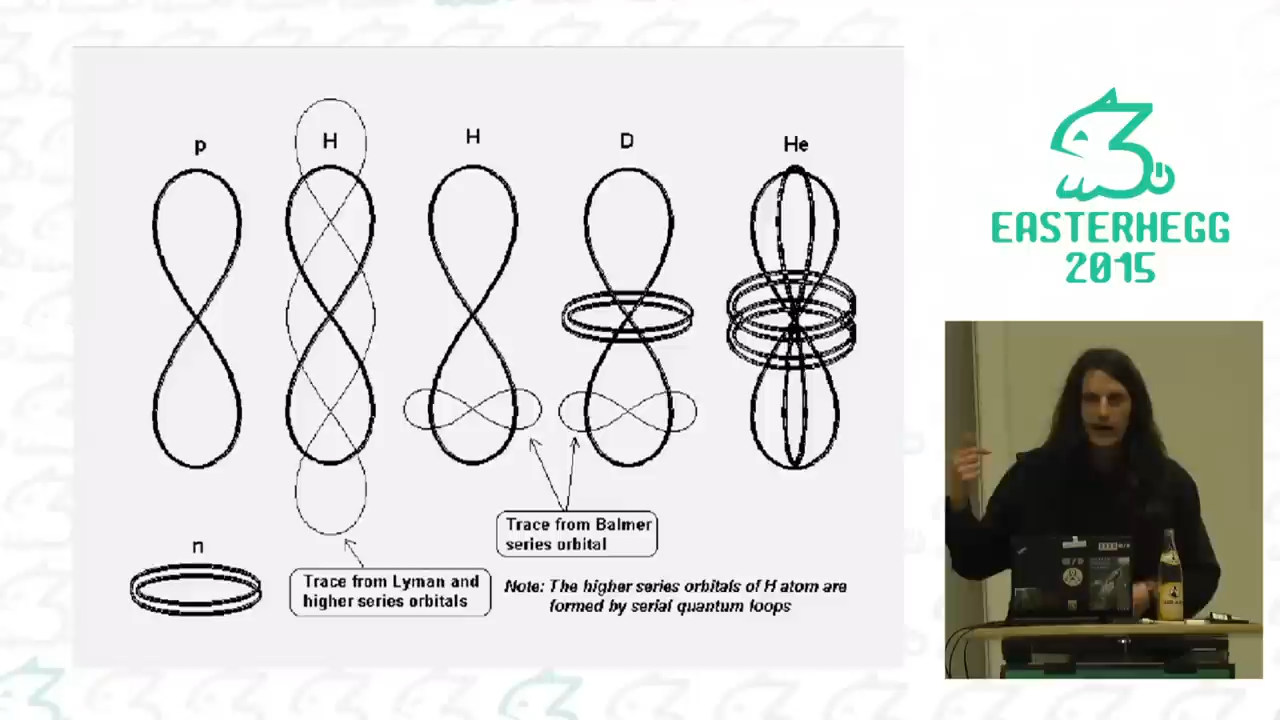 p
H
H
D
He
n
Trace from Balmer
series orbital
Trace from Lyman and
higher series orbitals
Note: The higher series orbitals of H atom are
formed by serial quantum loops
EASTERHEGG
2015